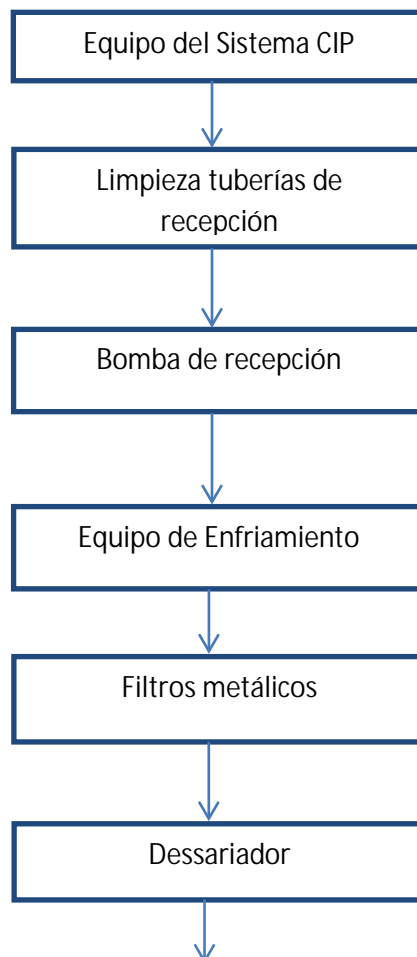 Equipo del Sistema CIP
Limpieza tuberías de
recepción
Bomba de recepción
Equipo de Enfriamiento
Filtros metálicos
Dessariador